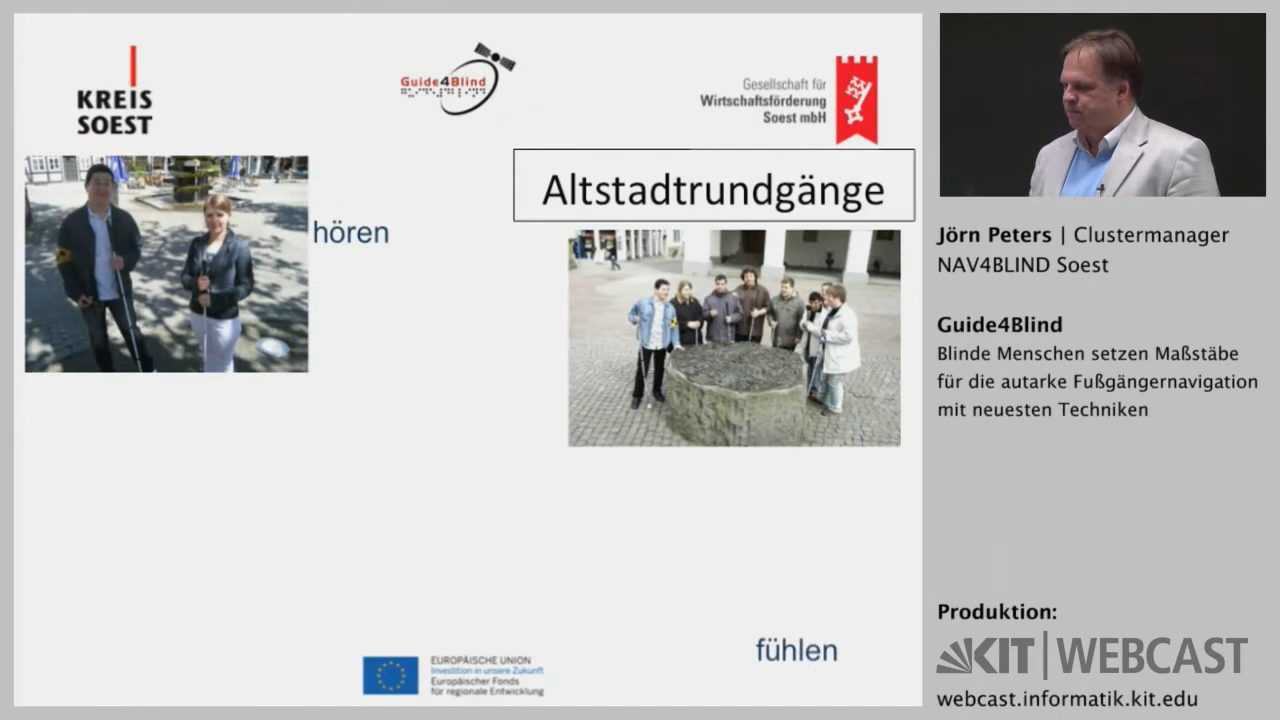 KREIS
SOEST
Guide4Blind
Gesellschaft für
Wirtschaftsförderung
Soest mbH
Altstadtrundgänge
hören
fühlen
EUROPÄISCHE UNION
Investition in unsere Zukunft
Europäischer Fonds
für regionale Entwicklung
Jörn Peters | Clustermanager
NAV4BLIND Soest
Guide4Blind
Blinde Menschen setzen Maßstäbe
für die autarke Fußgängernavigation
mit neuesten Techniken
Produktion:
KIT WEBCAST
webcast.informatik.kit.edu